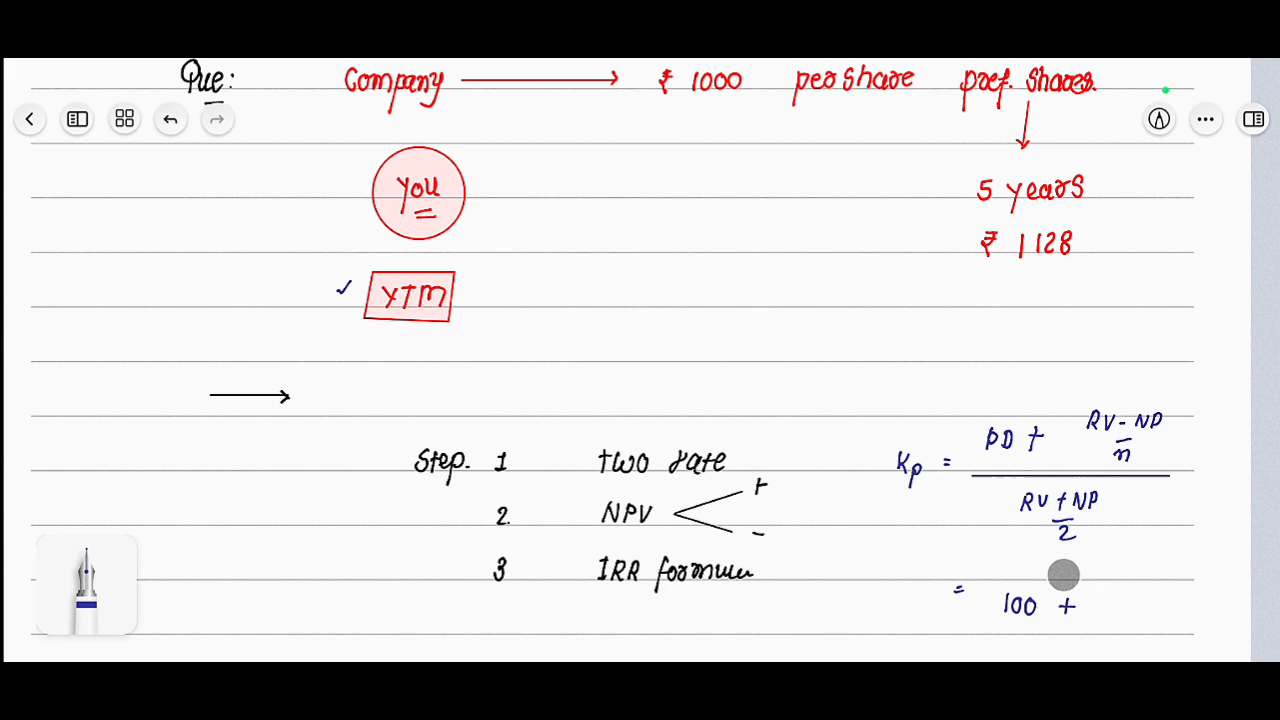 Que: Company ⟶ ₹ 1000 per share pref. shares.
you
5 years
₹ 1128
✓ YTM
⟶
Step. 1 two rate
2. NPV < + -
3 IRR formula
Kp = PD + RV - NP / n
RV + NP / 2
= 100 +